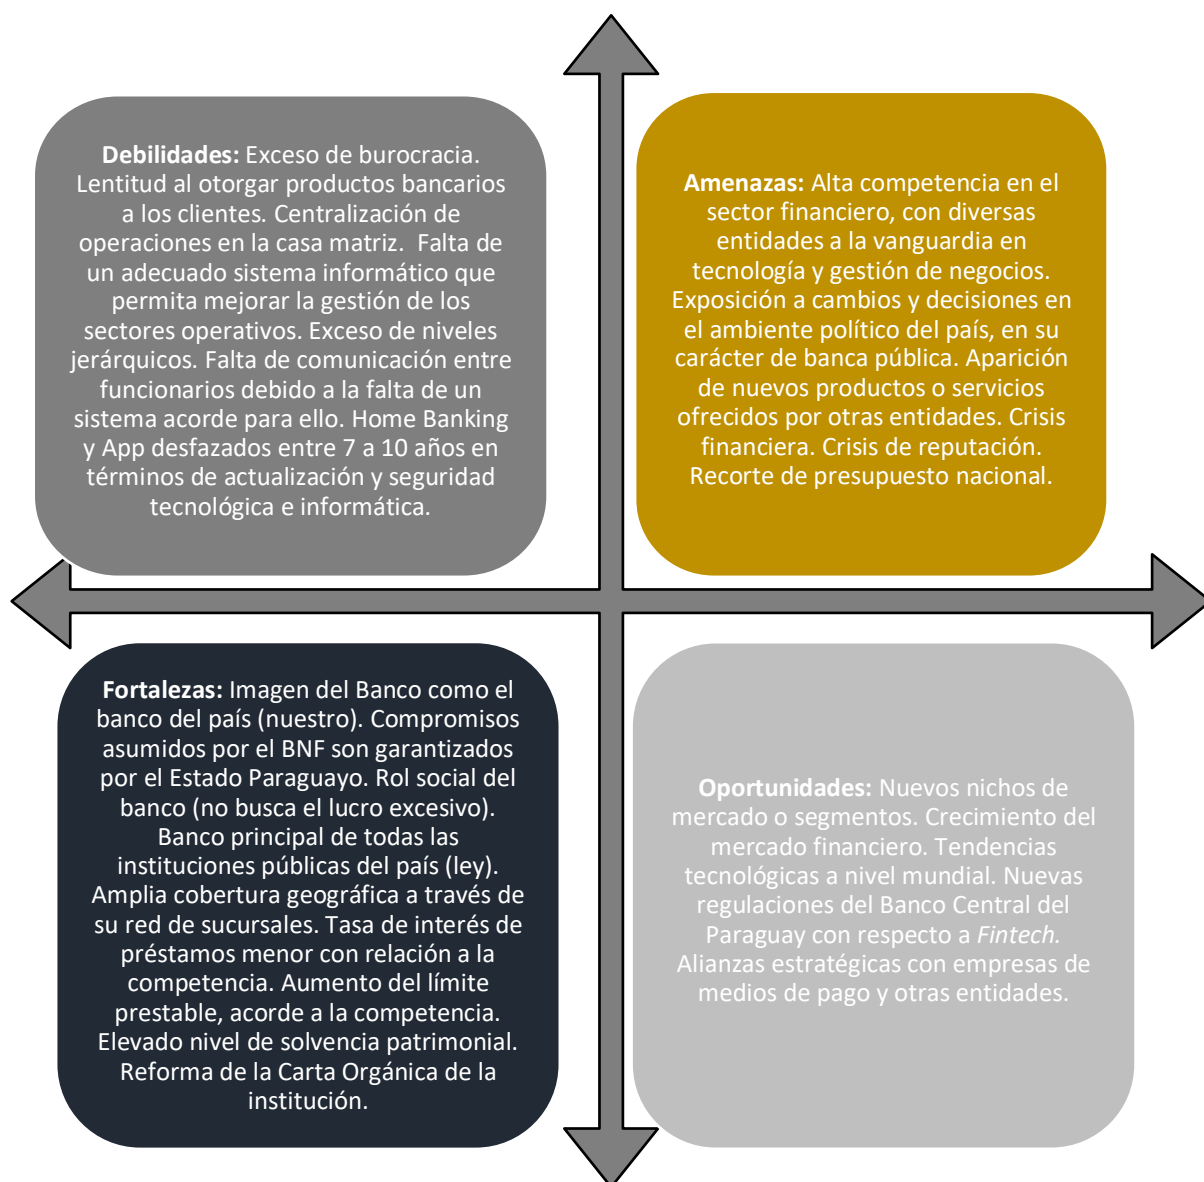 Debilidades: Exceso de burocracia.
Lentitud al otorgar productos bancarios
a los clientes. Centralización de
operaciones en la casa matriz.  Falta de
un adecuado sistema informático que
permita mejorar la gestión de los
sectores operativos. Exceso de niveles
jerárquicos. Falta de comunicación entre
funcionarios debido a la falta de un
sistema acorde para ello. Home Banking
y App desfazados entre 7 a 10 años en
términos de actualización y seguridad
tecnológica e informática.
Amenazas: Alta competencia en el
sector financiero, con diversas
entidades a la vanguardia en
tecnología y gestión de negocios.
Exposición a cambios y decisiones en
el ambiente político del país, en su
carácter de banca pública. Aparición
de nuevos productos o servicios
ofrecidos por otras entidades. Crisis
financiera. Crisis de reputación.
Recorte de presupuesto nacional.
Fortalezas: Imagen del Banco como el
banco del país (nuestro). Compromisos
asumidos por el BNF son garantizados
por el Estado Paraguayo. Rol social del
banco (no busca el lucro excesivo).
Banco principal de todas las
instituciones públicas del país (ley).
Amplia cobertura geográfica a través de
su red de sucursales. Tasa de interés de
préstamos menor con relación a la
competencia. Aumento del límite
prestable, acorde a la competencia.
Elevado nivel de solvencia patrimonial.
Reforma de la Carta Orgánica de la
institución.
Oportunidades: Nuevos nichos de
mercado o segmentos. Crecimiento del
mercado financiero. Tendencias
tecnológicas a nivel mundial. Nuevas
regulaciones del Banco Central del
Paraguay con respecto a Fintech.
Alianzas estratégicas con empresas de
medios de pago y otras entidades.